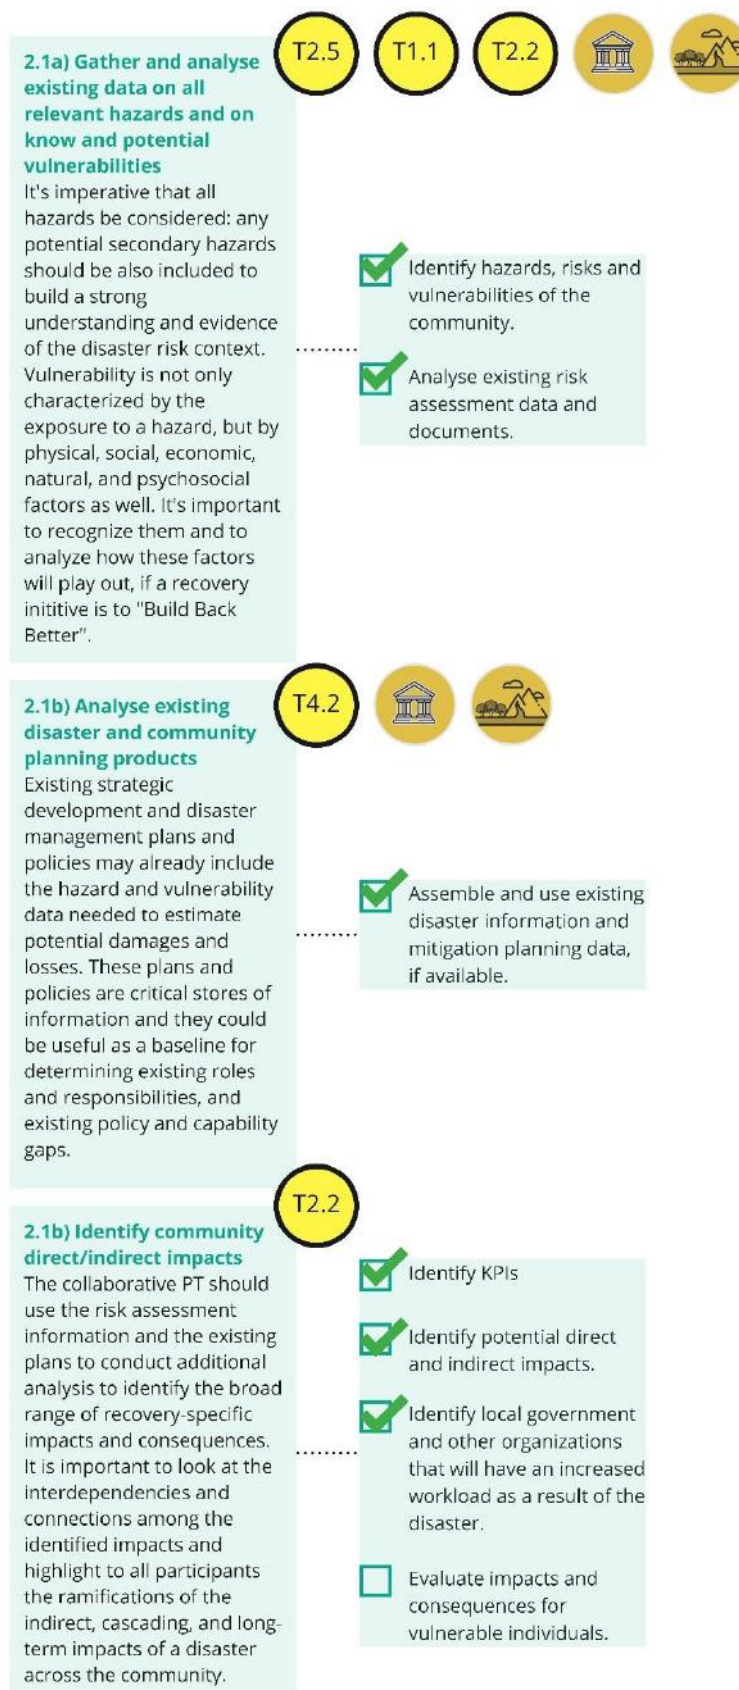 T2.5
T1.1
T2.2
2.1a) Gather and analyse
existing data on all
relevant hazards and on
know and potential
vulnerabilities
It's imperative that all
hazards be considered: any
potential secondary hazards
should be also included to
build a strong
understanding and evidence
of the disaster risk context.
Vulnerability is not only
characterized by the
exposure to a hazard, but by
physical, social, economic,
natural, and psychosocial
factors as well. It's important
to recognize them and to
analyze how these factors
will play out, if a recovery
inititive is to "Build Back
Better".
Identify hazards, risks and
vulnerabilities of the
community.
Analyse existing risk
assessment data and
documents.
T4.2
2.1b) Analyse existing
disaster and community
planning products
Existing strategic
development and disaster
management plans and
policies may already include
the hazard and vulnerability
data needed to estimate
potential damages and
losses. These plans and
policies are critical stores of
information and they could
be useful as a baseline for
determining existing roles
and responsibilities, and
existing policy and capability
gaps.
Assemble and use existing
disaster information and
mitigation planning data,
if available.
T2.2
2.1b) Identify community
direct/indirect impacts
The collaborative PT should
use the risk assessment
information and the existing
plans to conduct additional
analysis to identify the broad
range of recovery-specific
impacts and consequences.
It is important to look at the
interdependencies and
connections among the
identified impacts and
highlight to all participants
the ramifications of the
indirect, cascading, and long-
term impacts of a disaster
across the community.
Identify KPIs
Identify potential direct
and indirect impacts.
Identify local government
and other organizations
that will have an increased
workload as a result of the
disaster.
Evaluate impacts and
consequences for
vulnerable individuals.